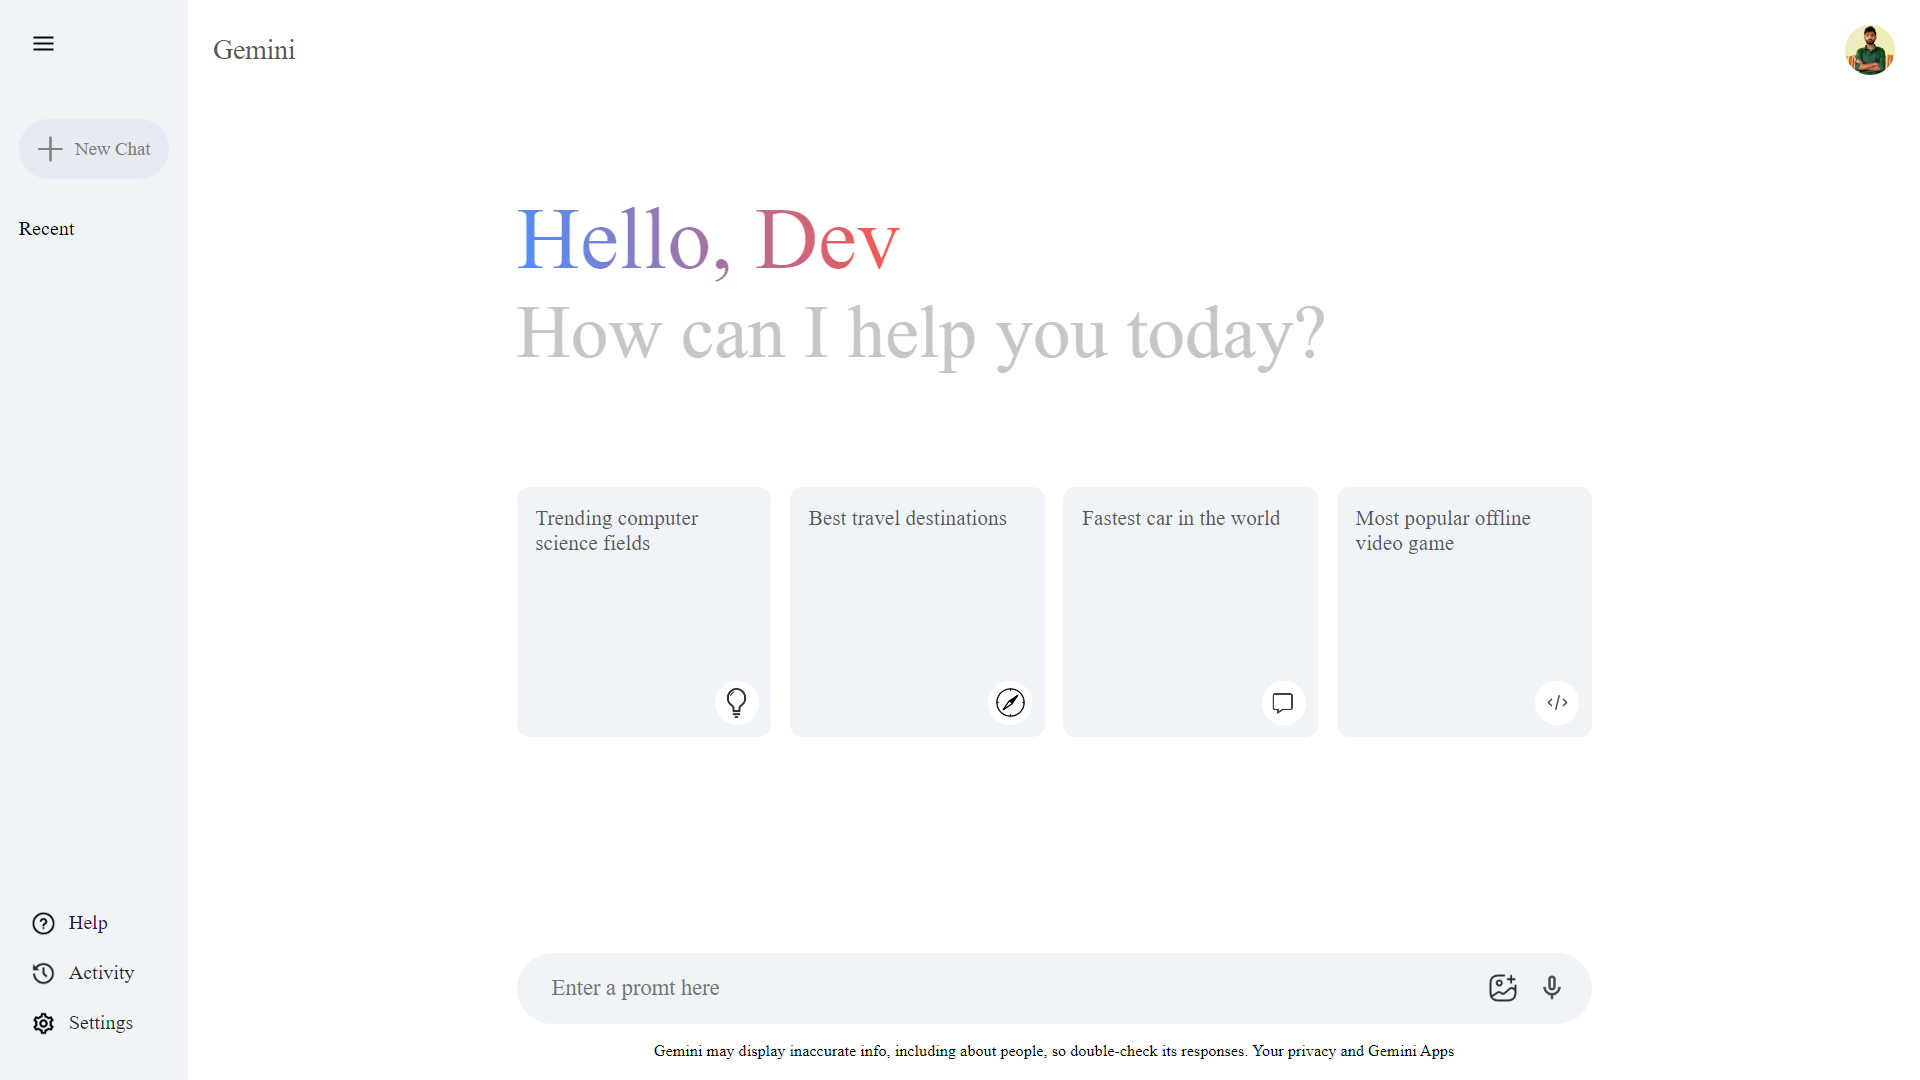 Gemini
New Chat
Recent
Hello, Dev
How can I help you today?
Trending computer
science fields
Best travel destinations
Fastest car in the world
Most popular offline
video game
</>
Help
Activity
Settings
Enter a promt here
Gemini may display inaccurate info, including about people, so double-check its responses. Your privacy and Gemini Apps